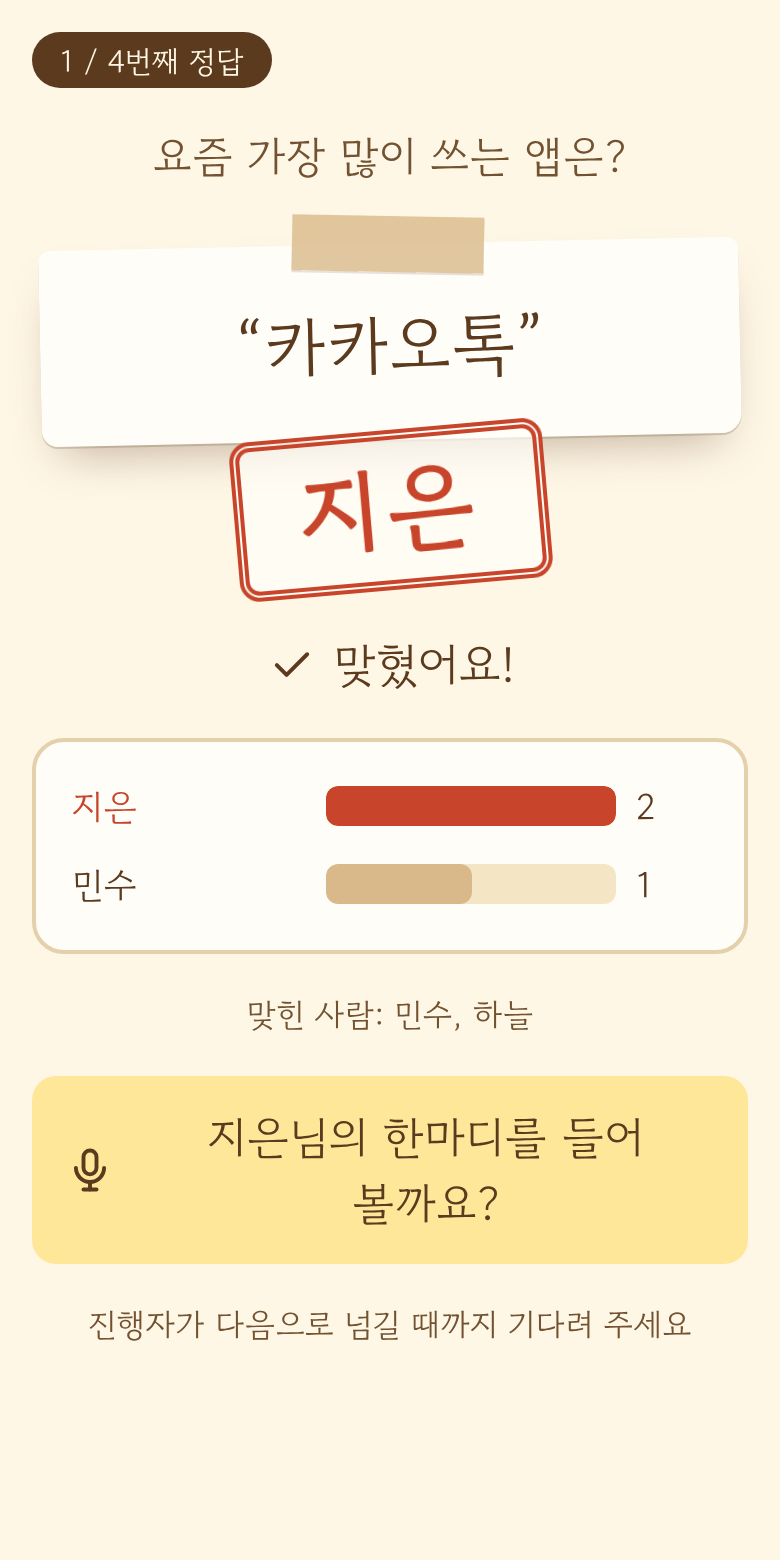 1 / 4번째 정답
요즘 가장 많이 쓰는 앱은?
“카카오톡”
지은
맞혔어요!
지은 2
민수 1
맞힌 사람: 민수, 하늘
지은님의 한마디를 들어
볼까요?
진행자가 다음으로 넘길 때까지 기다려 주세요